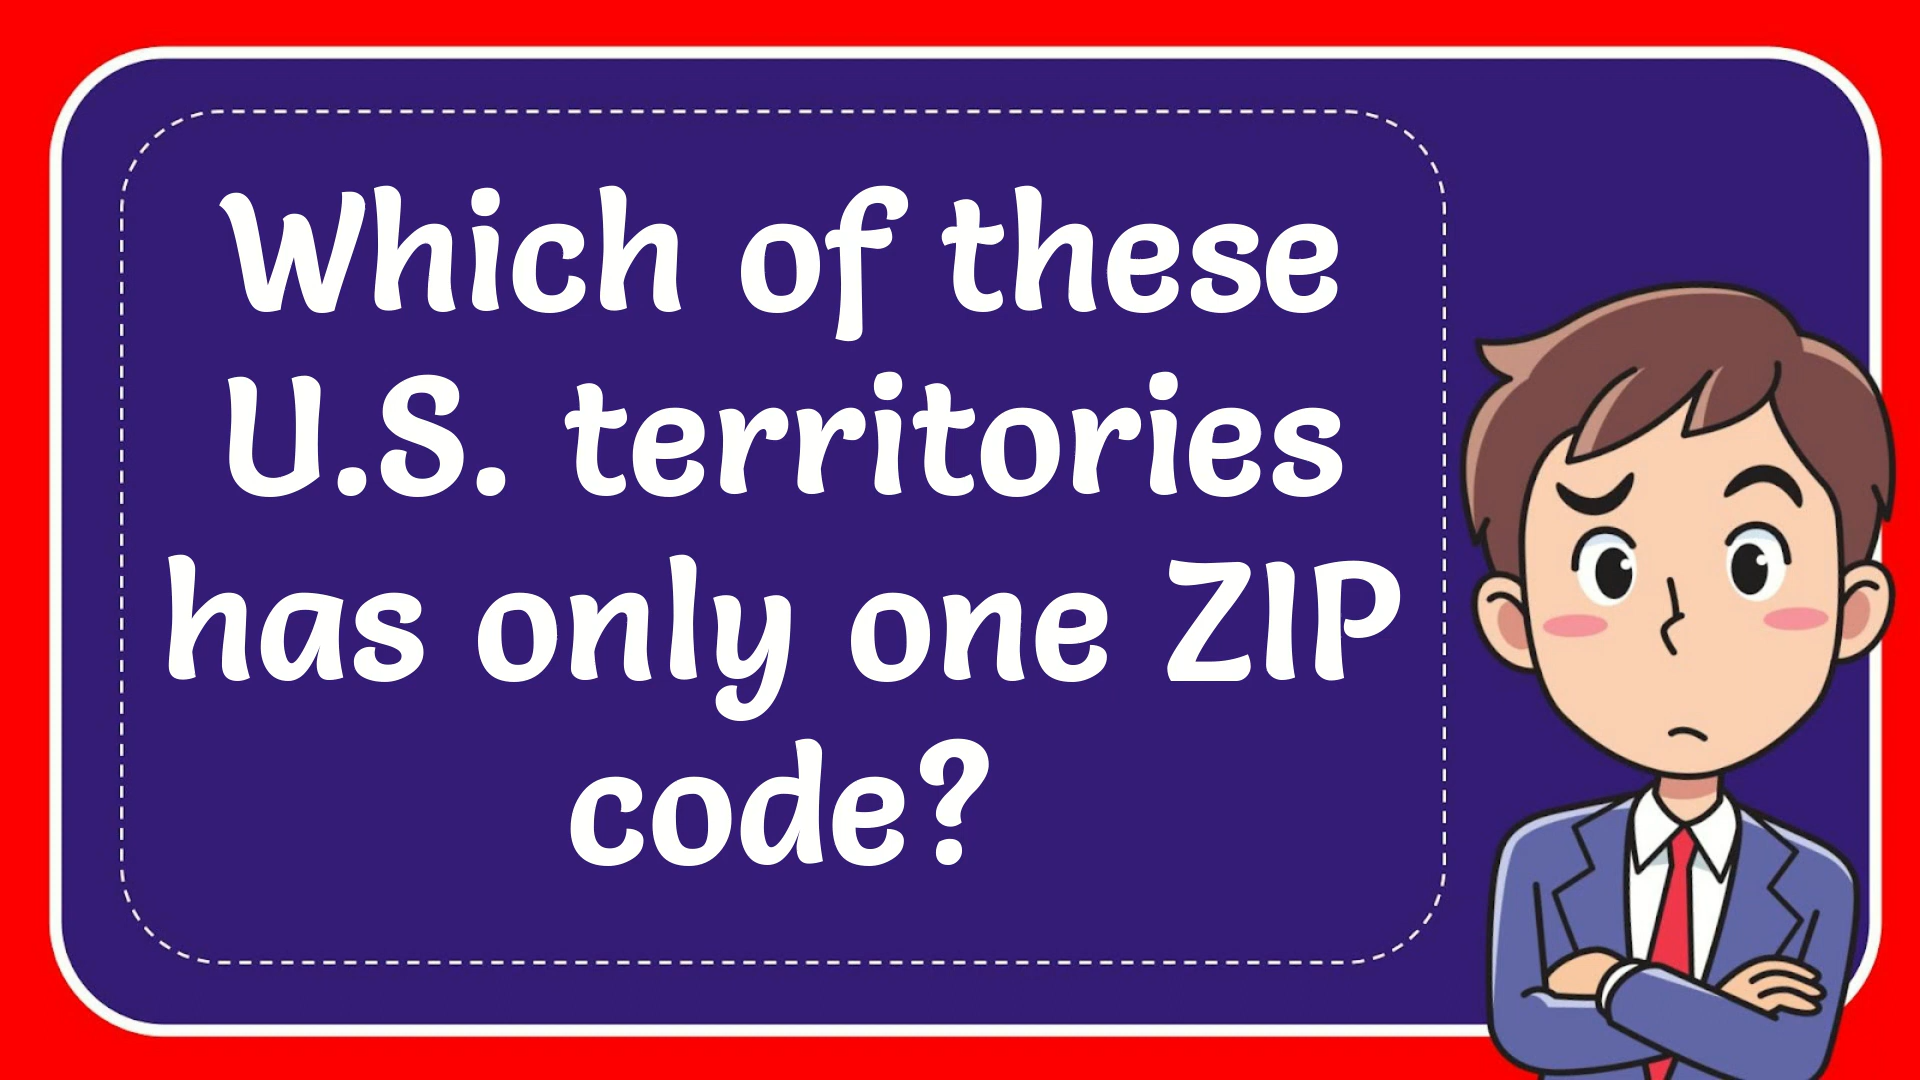 Which of these
U.S. territories
has only one ZIP
code?